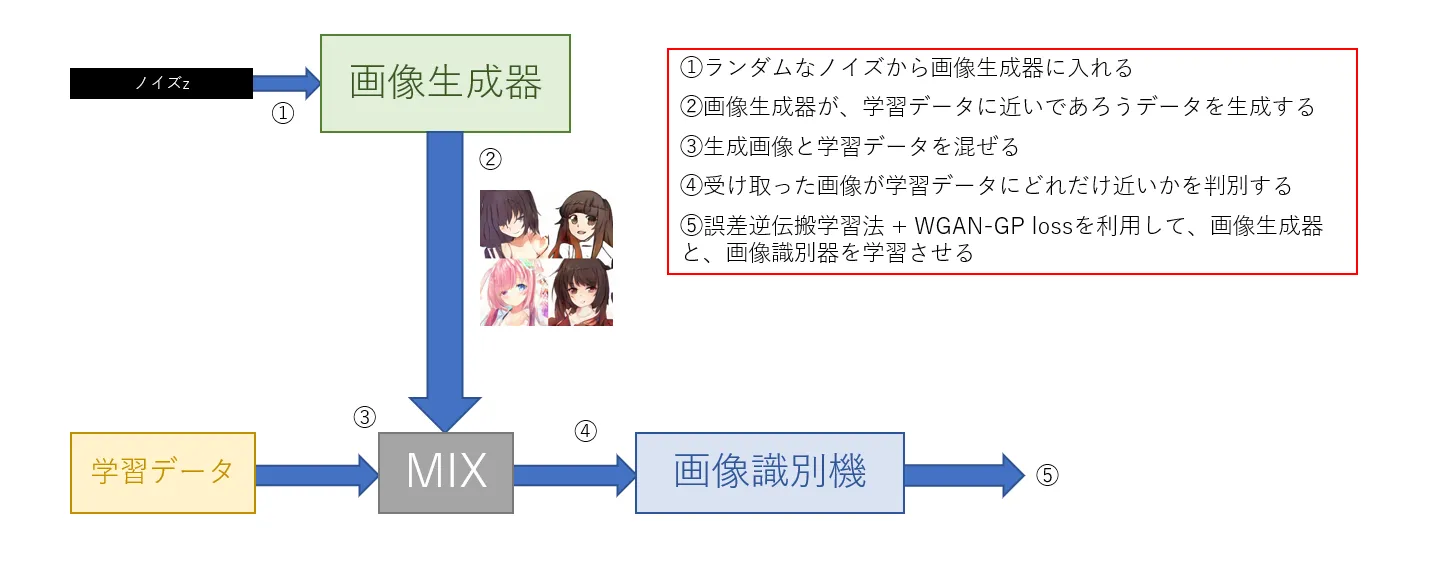 ノイズz
画像生成器
①
②
①ランダムなノイズから画像生成器に入れる
②画像生成器が、学習データに近いであろうデータを生成する
③生成画像と学習データを混ぜる
④受け取った画像が学習データにどれだけ近いかを判別する
⑤誤差逆伝搬学習法 + WGAN-GP lossを利用して、画像生成器
と、画像識別器を学習させる
③
④
学習データ
MIX
画像識別機
⑤